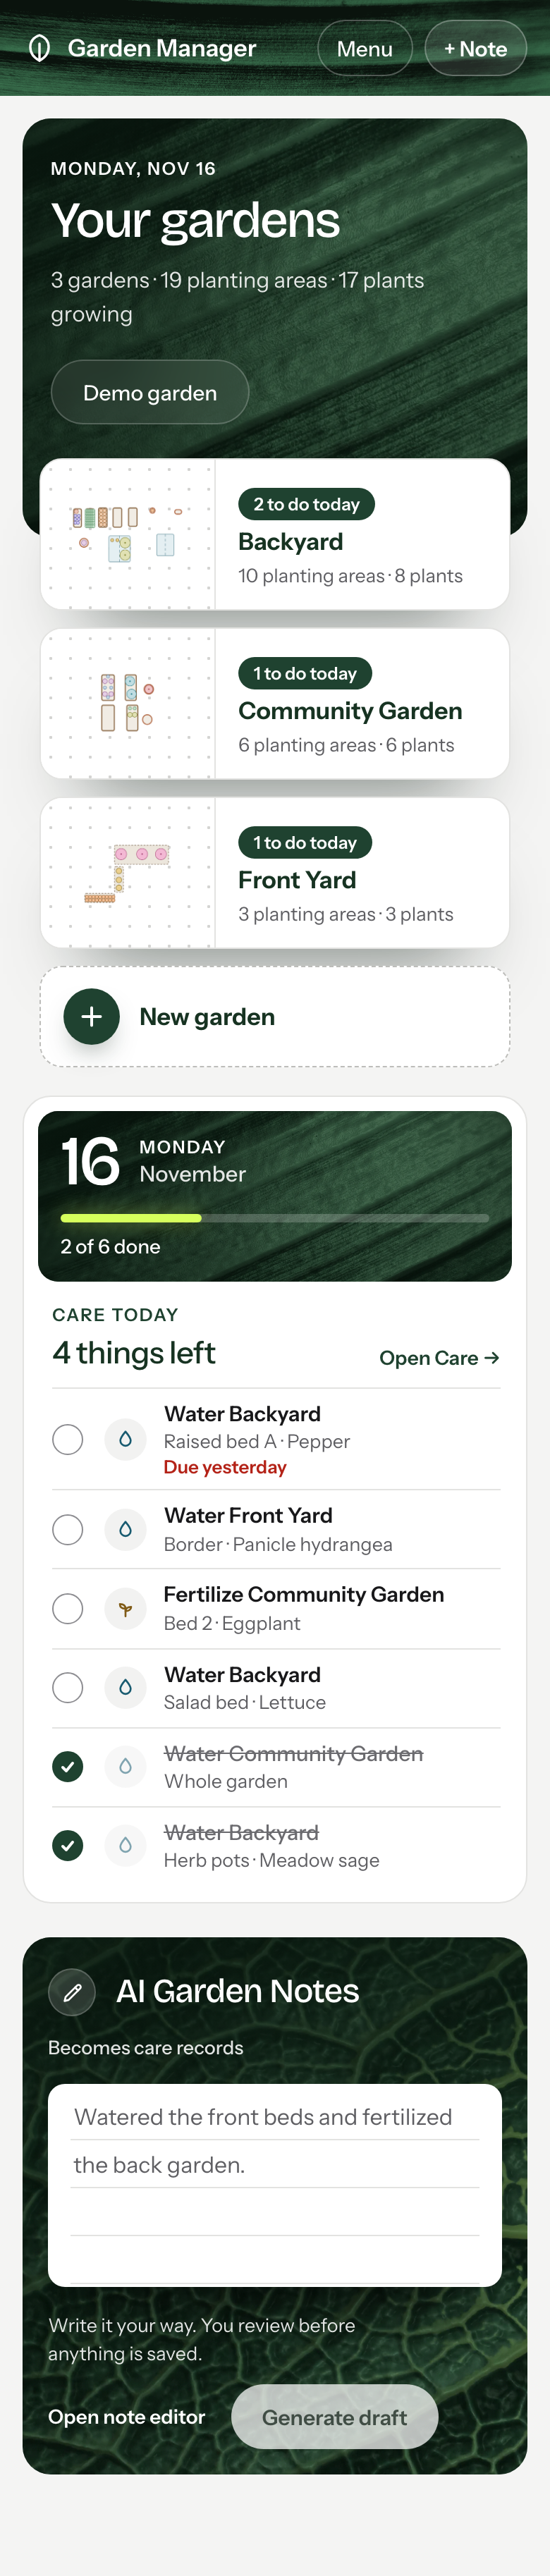 Garden Manager
Menu
+ Note
MONDAY, NOV 16
Your gardens
3 gardens · 19 planting areas · 17 plants
growing
Demo garden
2 to do today
Backyard
10 planting areas · 8 plants
1 to do today
Community Garden
6 planting areas · 6 plants
1 to do today
Front Yard
3 planting areas · 3 plants
New garden
16
MONDAY
November
2 of 6 done
CARE TODAY
4 things left
Open Care →
Water Backyard
Raised bed A · Pepper
Due yesterday
Water Front Yard
Border · Panicle hydrangea
Fertilize Community Garden
Bed 2 · Eggplant
Water Backyard
Salad bed · Lettuce
Water Community Garden
Whole garden
Water Backyard
Herb pots · Meadow sage
AI Garden Notes
Becomes care records
Watered the front beds and fertilized
the back garden.
Write it your way. You review before
anything is saved.
Open note editor
Generate draft